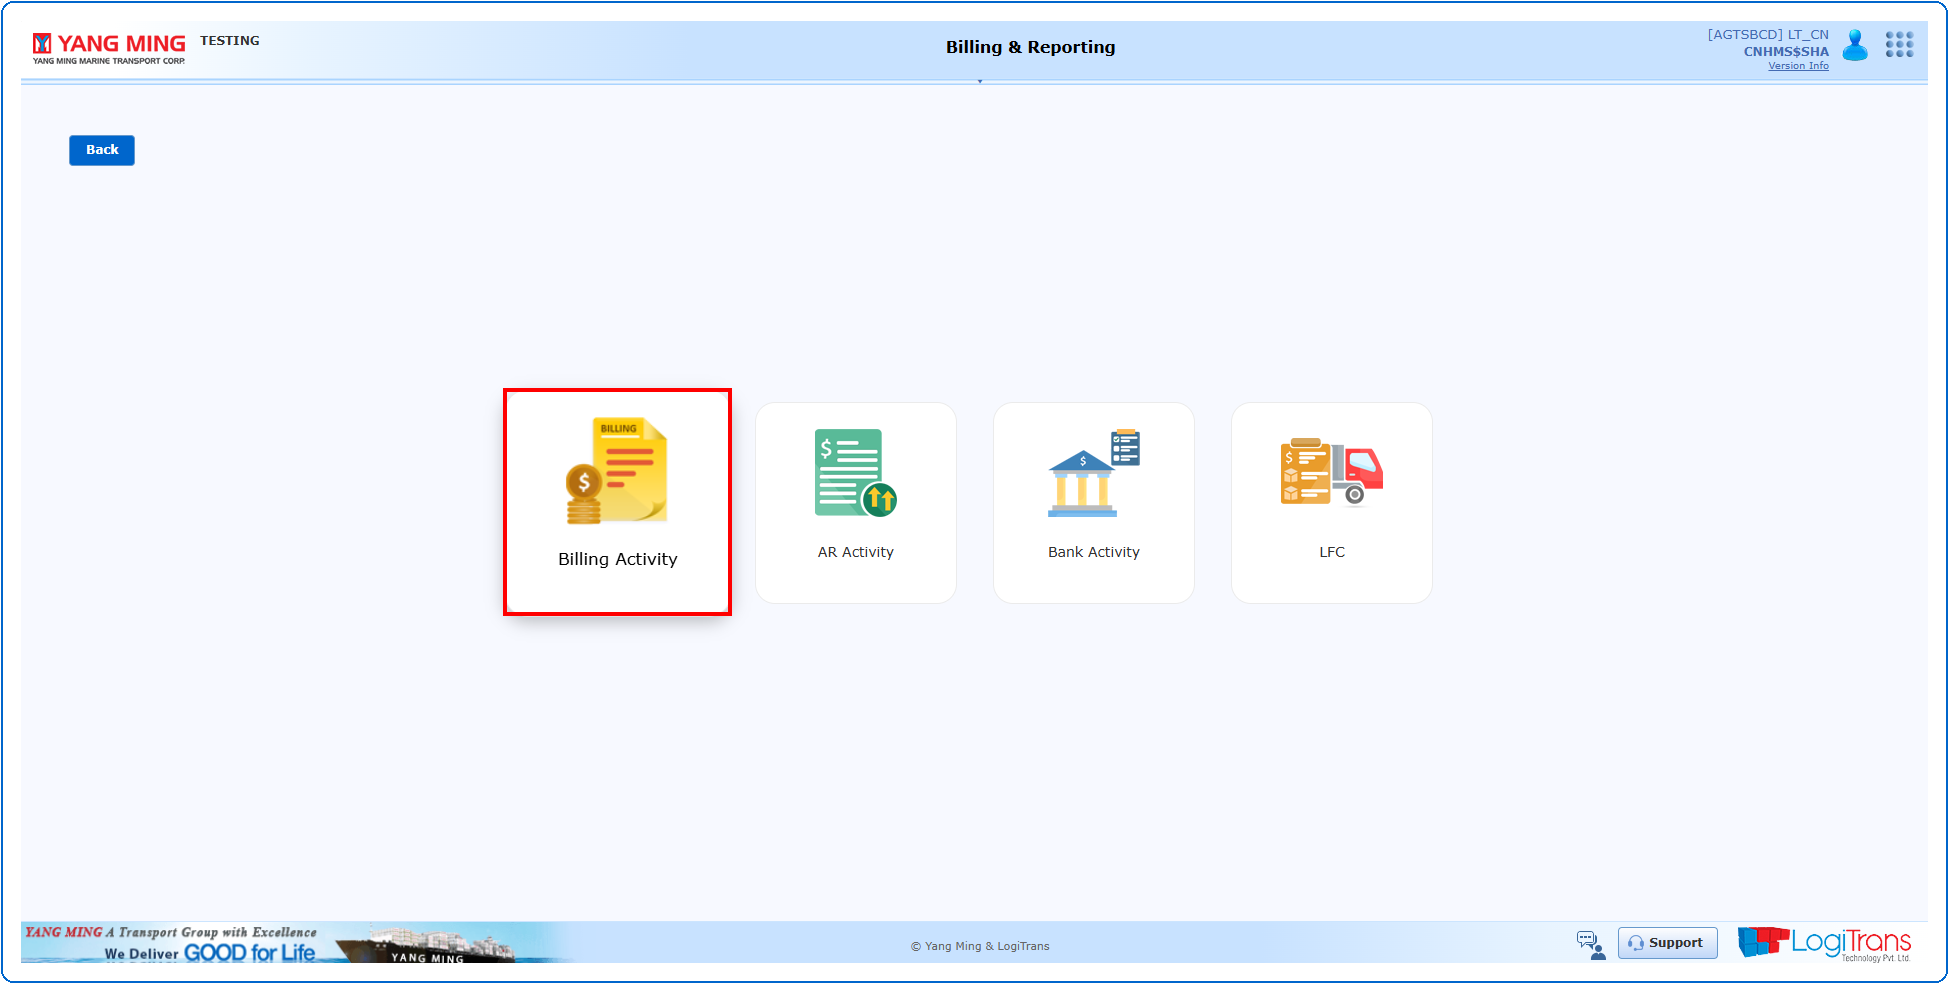 YANG MING
YANG MING MARINE TRANSPORT CORP.
TESTING
Billing & Reporting
[AGTSBCD] LT_CN
CNHMS$SHA
Version Info
Back
BILLING
$
Billing Activity
$
AR Activity
$
Bank Activity
$
LFC
YANG MING A Transport Group with Excellence
We Deliver GOOD for Life
YANG MING
© Yang Ming & LogiTrans
Support
LogiTrans
Technology Pvt. Ltd.